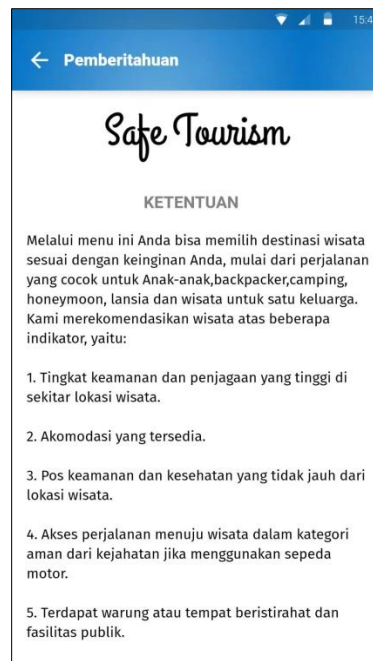 15:4
Pemberitahuan
Safe Tourism
KETENTUAN
Melalui menu ini Anda bisa memilih destinasi wisata
sesuai dengan keinginan Anda, mulai dari perjalanan
yang cocok untuk Anak-anak,backpacker,camping,
honeymoon, lansia dan wisata untuk satu keluarga.
Kami merekomendasikan wisata atas beberapa
indikator, yaitu:
1. Tingkat keamanan dan penjagaan yang tinggi di
sekitar lokasi wisata.
2. Akomodasi yang tersedia.
3. Pos keamanan dan kesehatan yang tidak jauh dari
lokasi wisata.
4. Akses perjalanan menuju wisata dalam kategori
aman dari kejahatan jika menggunakan sepeda
motor.
5. Terdapat warung atau tempat beristirahat dan
fasilitas publik.